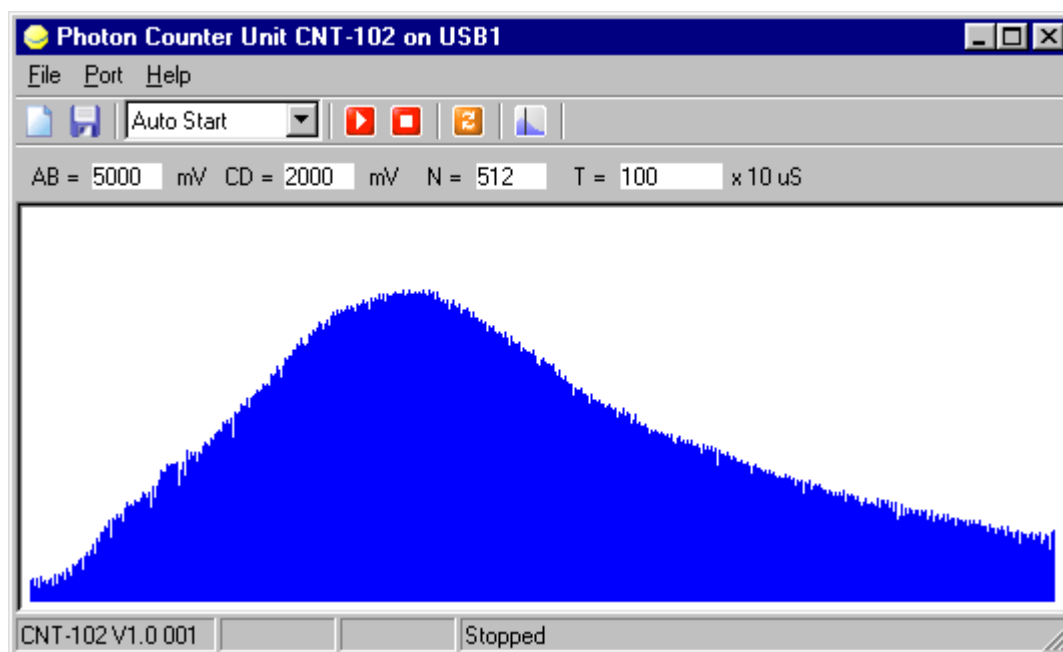 Photon Counter Unit CNT-102 on USB1
File Port Help
Auto Start
AB = 5000 mV CD = 2000 mV N = 512 T = 100 x 10 uS
CNT-102 V1.0 001 Stopped